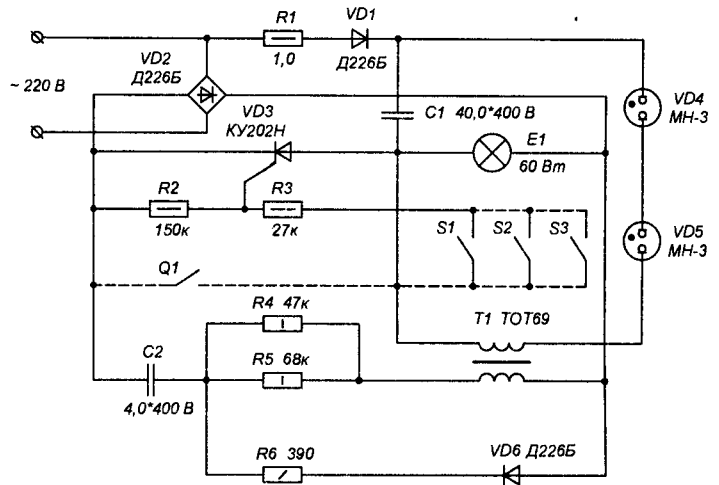 R1
1,0
VD1
Д226Б
VD2
Д226Б
~ 220 В
VD3
КУ202Н
C1 40,0*400 В
VD4
МН-3
E1
60 Вт
R2
150к
R3
27к
S1
S2
S3
VD5
МН-3
Q1
R4 47к
T1 ТОТ69
C2
4,0*400 В
R5 68к
R6 390
VD6 Д226Б